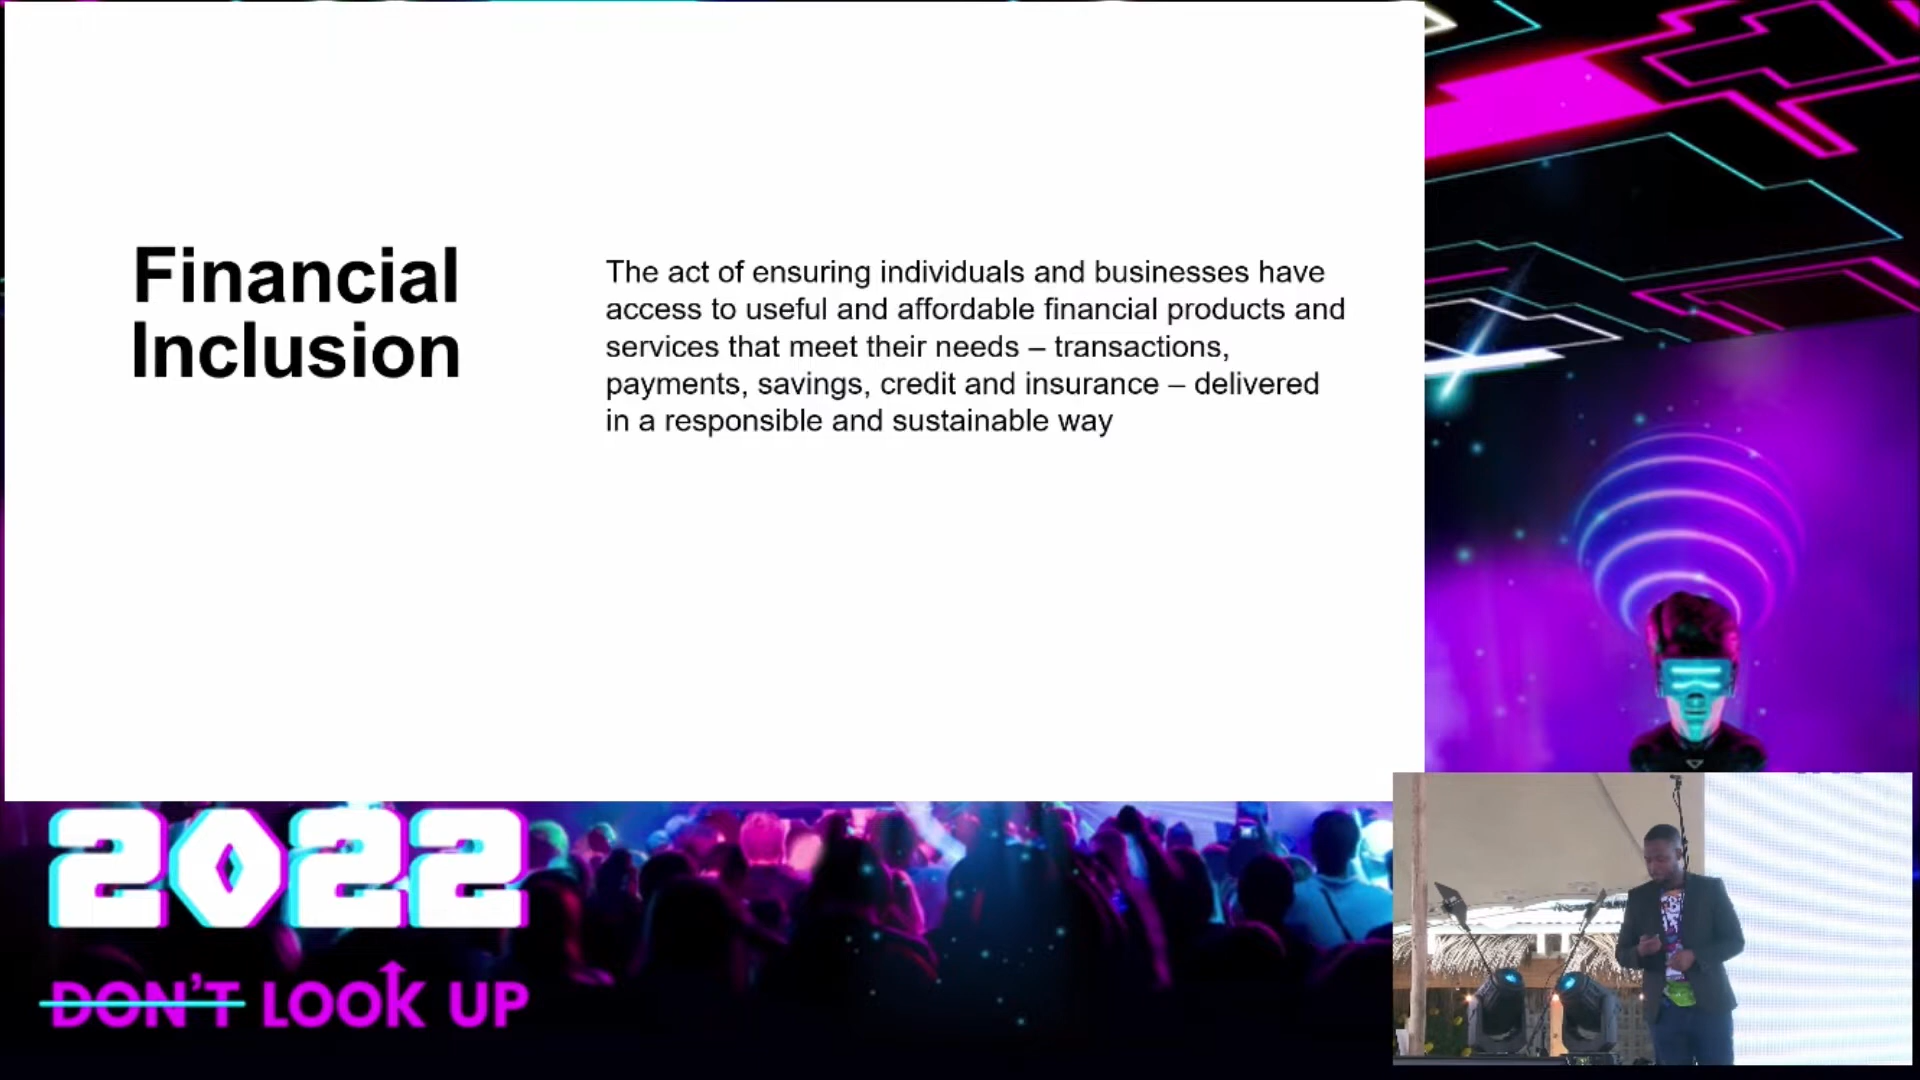 Financial
Inclusion
The act of ensuring individuals and businesses have
access to useful and affordable financial products and
services that meet their needs – transactions,
payments, savings, credit and insurance – delivered
in a responsible and sustainable way
2022
DON'T LOOK UP